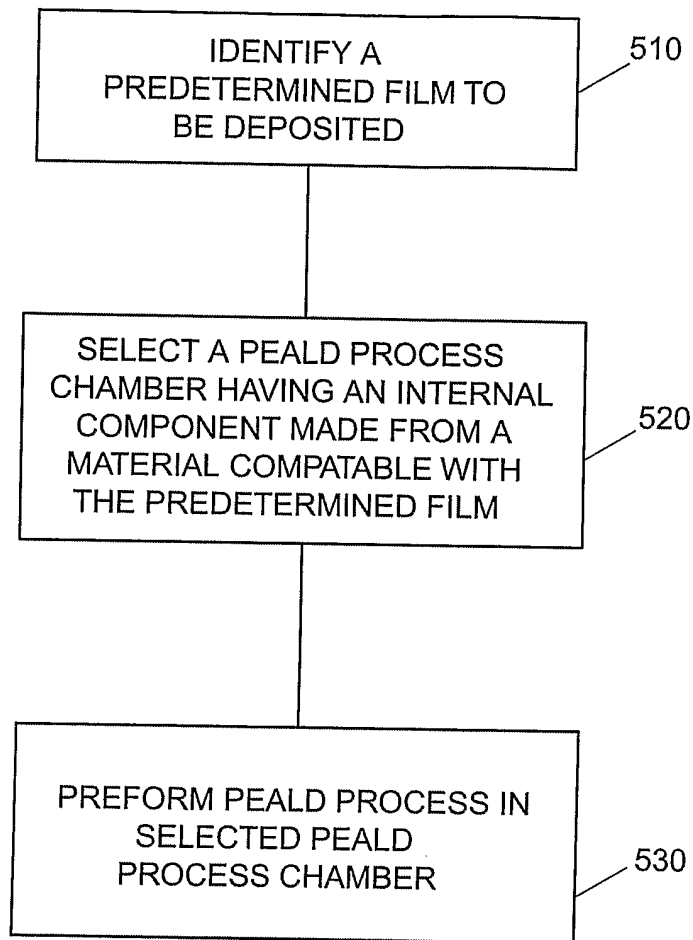 IDENTIFY A
PREDETERMINED FILM TO
BE DEPOSITED
510
SELECT A PEALD PROCESS
CHAMBER HAVING AN INTERNAL
COMPONENT MADE FROM A
MATERIAL COMPATABLE WITH
THE PREDETERMINED FILM
520
PREFORM PEALD PROCESS IN
SELECTED PEALD
PROCESS CHAMBER
530